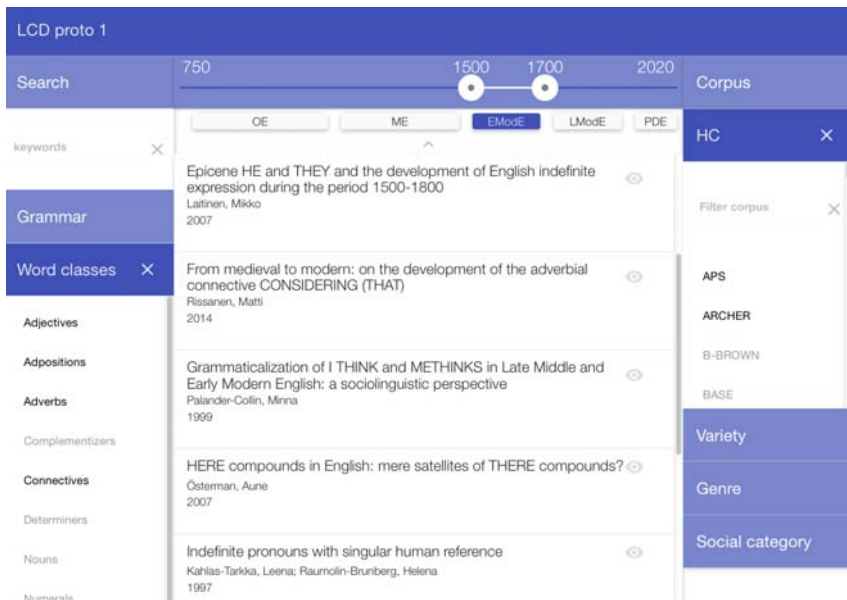 LCD proto 1
Search
keywords
Grammar
Word classes
Adjectives
Adpositions
Adverbs
Complementizers
Connectives
Determiners
Nouns
Numerals
750 1500 1700 2020
OE ME EModE LModE PDE
Epicene HE and THEY and the development of English indefinite
expression during the period 1500-1800
Laitinen, Mikko
2007
From medieval to modern: on the development of the adverbial
connective CONSIDERING (THAT)
Rissanen, Matti
2014
Grammaticalization of I THINK and METHINKS in Late Middle and
Early Modern English: a sociolinguistic perspective
Palander-Collin, Minna
1999
HERE compounds in English: mere satellites of THERE compounds?
Österman, Aune
2007
Indefinite pronouns with singular human reference
Kahlas-Tarkka, Leena; Raumolin-Brunberg, Helena
1997
Corpus
HC
Filter corpus
APS
ARCHER
B-BROWN
BASE
Variety
Genre
Social category